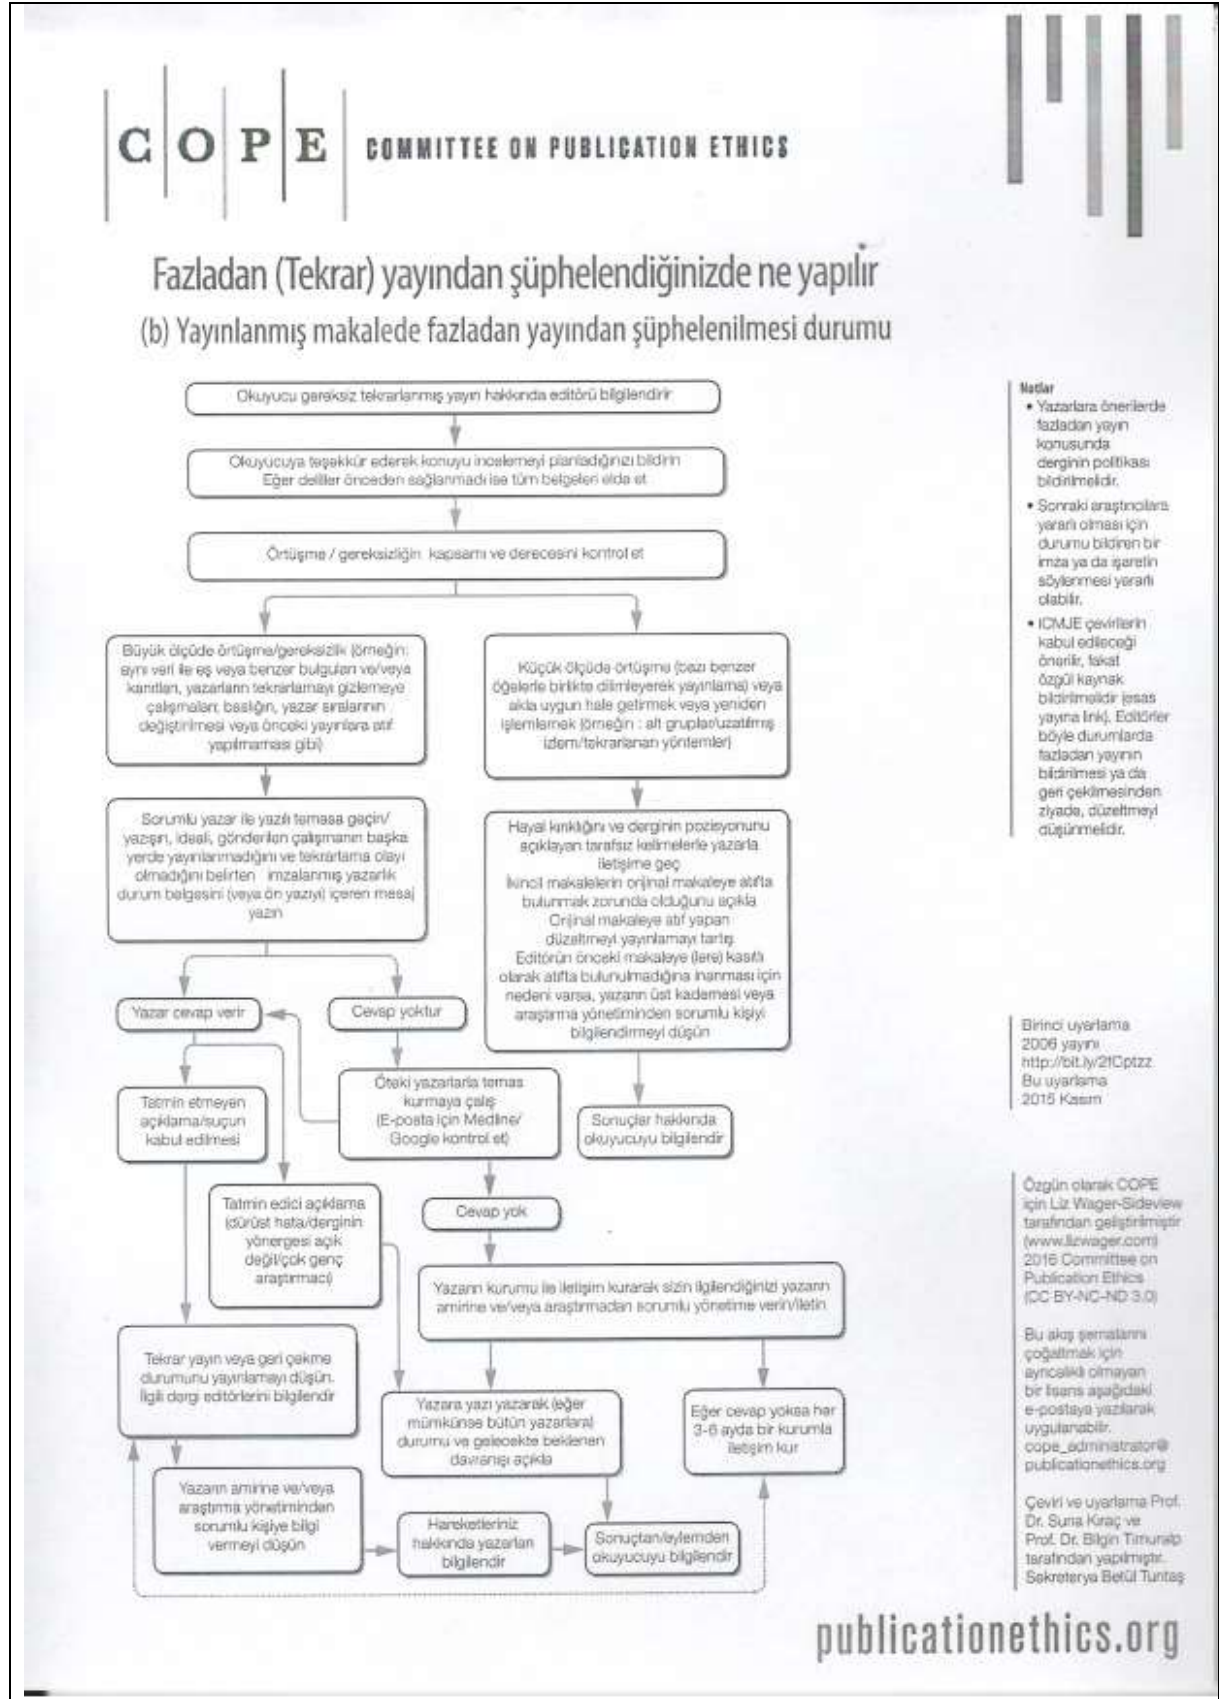 COPE COMMITTEE ON PUBLICATION ETHICS
Fazladan (Tekrar) yayından şüphelendiğinizde ne yapılır
(b) Yayınlanmış makalede fazladan yayından şüphelenilmesi durumu
Okuyucu gereksiz tekrarlanmış yayın hakkında editörü bilgilendirir
Okuyucuya teşekkür ederek konuyu incelemeyi planladığınızı bildirin
Eğer deliller önceden sağlanmadı ise tüm belgeleri elda et
Örtüşme / gereksizliğin kapsamı ve derecesini kontrol et
Büyük ölçüde örtüşme/gereksizlik (örneğin:
aynı veri ile eş veya benzer bulguları ve/veya
kanıtları, yazarların tekrarlamayı gizlemeye
çalışmaları; başlığın, yazar sıralarının
değiştirilmesi veya önceki yayınlara atıf
yapılmaması gibi)
Küçük ölçüde örtüşme (bazı benzer
öğelerle birlikte dilimleyerek yayınlama) veya
akla uygun hale getirmek veya yeniden
işlemlemek (örneğin : alt gruplar/uzatılmış
izlem/tekrarlanan yöntemler)
Sorumlu yazar ile yazılı temasa geçin/
yazışın, ideali, gönderilen çalışmanın başka
yerde yayınlanmadığını ve tekrarlama olayı
olmadığını belirten imzalanmış yazarlık
durum belgesini (veya ön yazıyı) içeren mesaj
yazın
Hayal kırıklığını ve derginin pozisyonunu
açıklayan tarafsız kelimelerle yazarla
iletişime geç
İkincil makalelerin orijinal makaleye atıfta
bulunmak zorunda olduğunu açıkla
Orijinal makaleye atıf yapan
düzeltmeyi yayınlamayı tartış
Editörün önceki makaleye (lere) kasıtlı
olarak atıfta bulunulmadığına inanması için
nedeni varsa, yazarın üst kademesi veya
araştırma yönetiminden sorumlu kişiyi
bilgilendirmeyi düşün
Yazar cevap verir
Cevap yoktur
Tatmin etmeyen
açıklama/suçun
kabul edilmesi
Öteki yazarlarla temas
kurmaya çalış
(E-posta için Medline/
Google kontrol et)
Sonuçlar hakkında
okuyucuyu bilgilendir
Tatmin edici açıklama
(dürüst hata/derginin
yönergesi açık
değil/çok genç
araştırmacı)
Cevap yok
Yazarın kurumu ile iletişim kurarak sizin ilgilendiğinizi yazarın
amirine ve/veya araştırmadan sorumlu yönetime verin/iletin
Tekrar yayın veya geri çekme
durumunu yayınlamayı düşün.
İlgili dergi editörlerini bilgilendir
Yazara yazı yazarak (eğer
mümkünse bütün yazarlara)
durumu ve gelecekte beklenen
davranışı açıkla
Eğer cevap yoksa her
3-6 ayda bir kurumla
iletişim kur
Yazarın amirine ve/veya
araştırma yönetiminden
sorumlu kişiye bilgi
vermeyi düşün
Hareketleriniz
hakkında yazarları
bilgilendir
Sonuçtan/eylemden
okuyucuyu bilgilendir
Notlar
• Yazarlara önerilerde
fazladan yayın
konusunda
derginin politikası
bildirilmelidir.
• Sonraki araştırıcılara
yararlı olması için
durumu bildiren bir
imza ya da işaretin
söylenmesi yararlı
olabilir.
• ICMJE çevirilerin
kabul edileceği
önerilir, fakat
özgül kaynak
bildirilmelidir (esas
yayına link). Editörler
böyle durumlarda
fazladan yayının
bildirilmesi ya da
geri çekilmesinden
ziyade, düzeltmeyi
düşünmelidir.
Birinci uyarlama
2006 yayını
http://bit.ly/2fCptzz
Bu uyarlama
2015 Kasım
Özgün olarak COPE
için Liz Wager-Sideview
tarafından geliştirilmiştir
(www.lizwager.com)
2016 Committee on
Publication Ethics
(CC BY-NC-ND 3.0)
Bu akış şemalarını
çoğaltmak için
ayrıcalıklı olmayan
bir lisans aşağıdaki
e-postaya yazılarak
uygulanabilir.
cope_administrator@
publicationethics.org
Çeviri ve uyarlama Prof.
Dr. Suna Kıraç ve
Prof. Dr. Bilgin Timuralp
tarafından yapılmıştır.
Sekreterya Betül Tuntaş
publicationethics.org